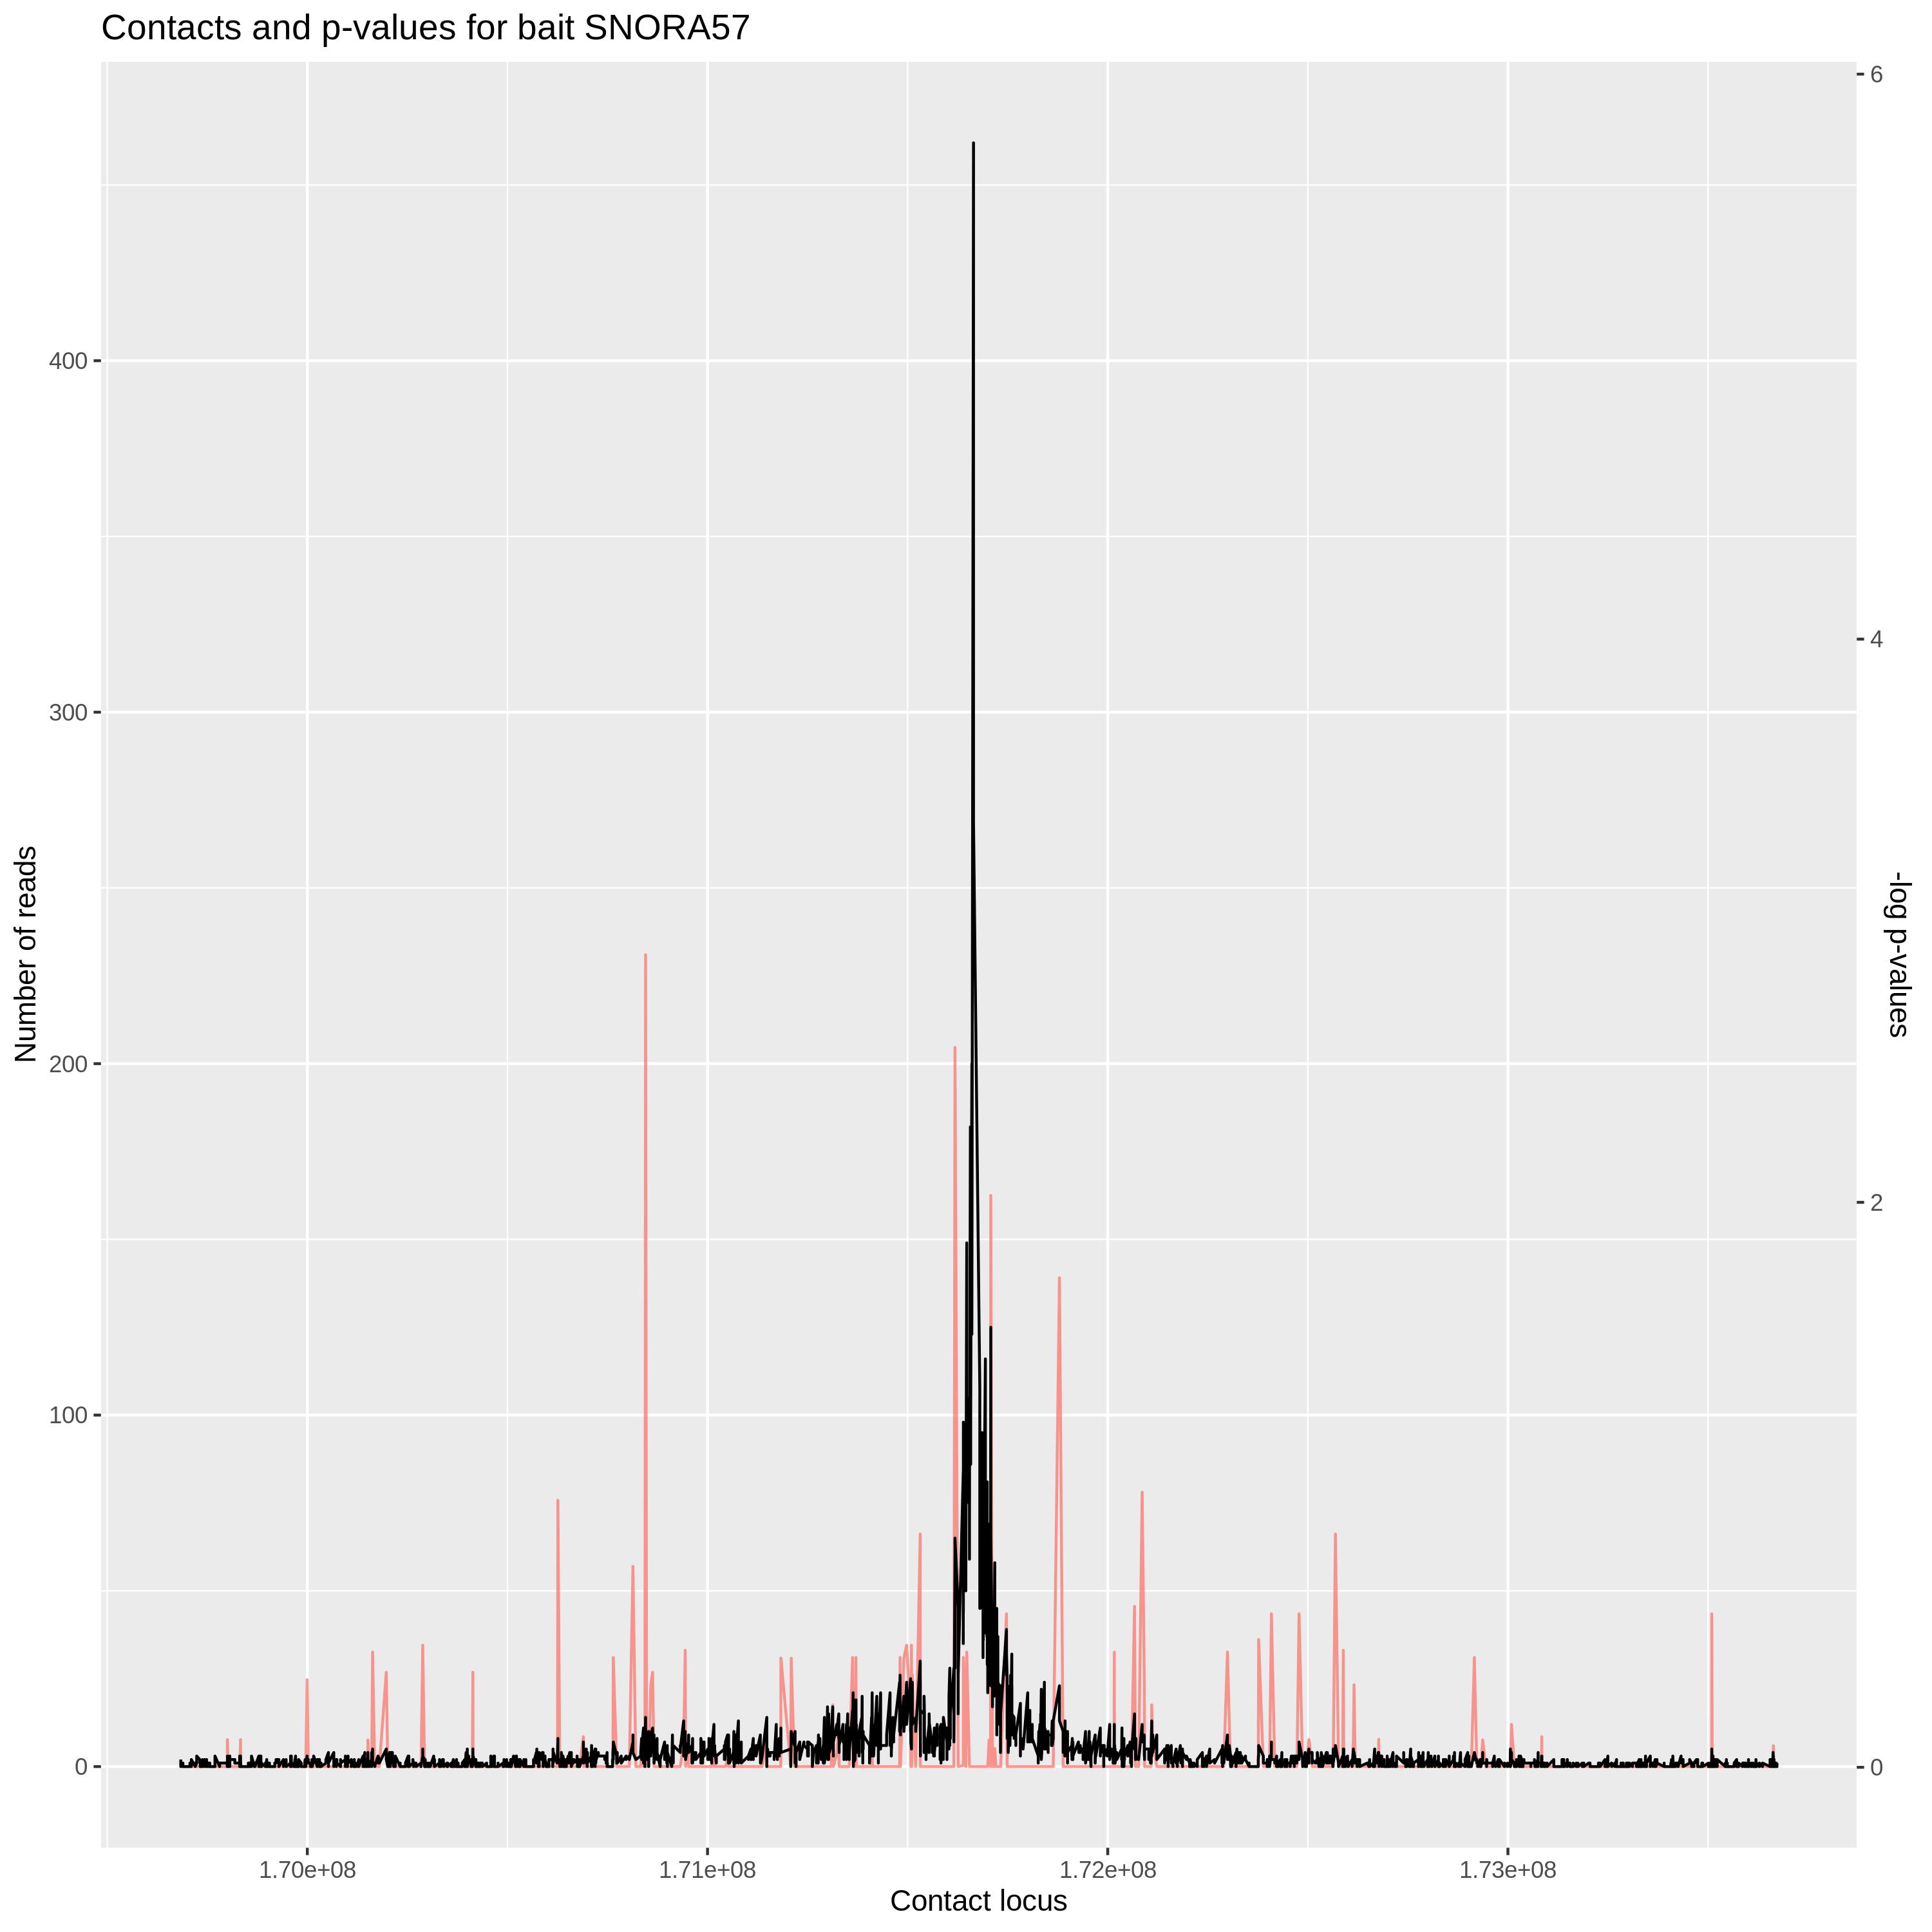 Contacts and p-values for bait SNORA57
6
400
4
300
Number of reads
-log p-values
200
2
100
0
0
1.70e+08
1.71e+08
1.72e+08
1.73e+08
Contact locus